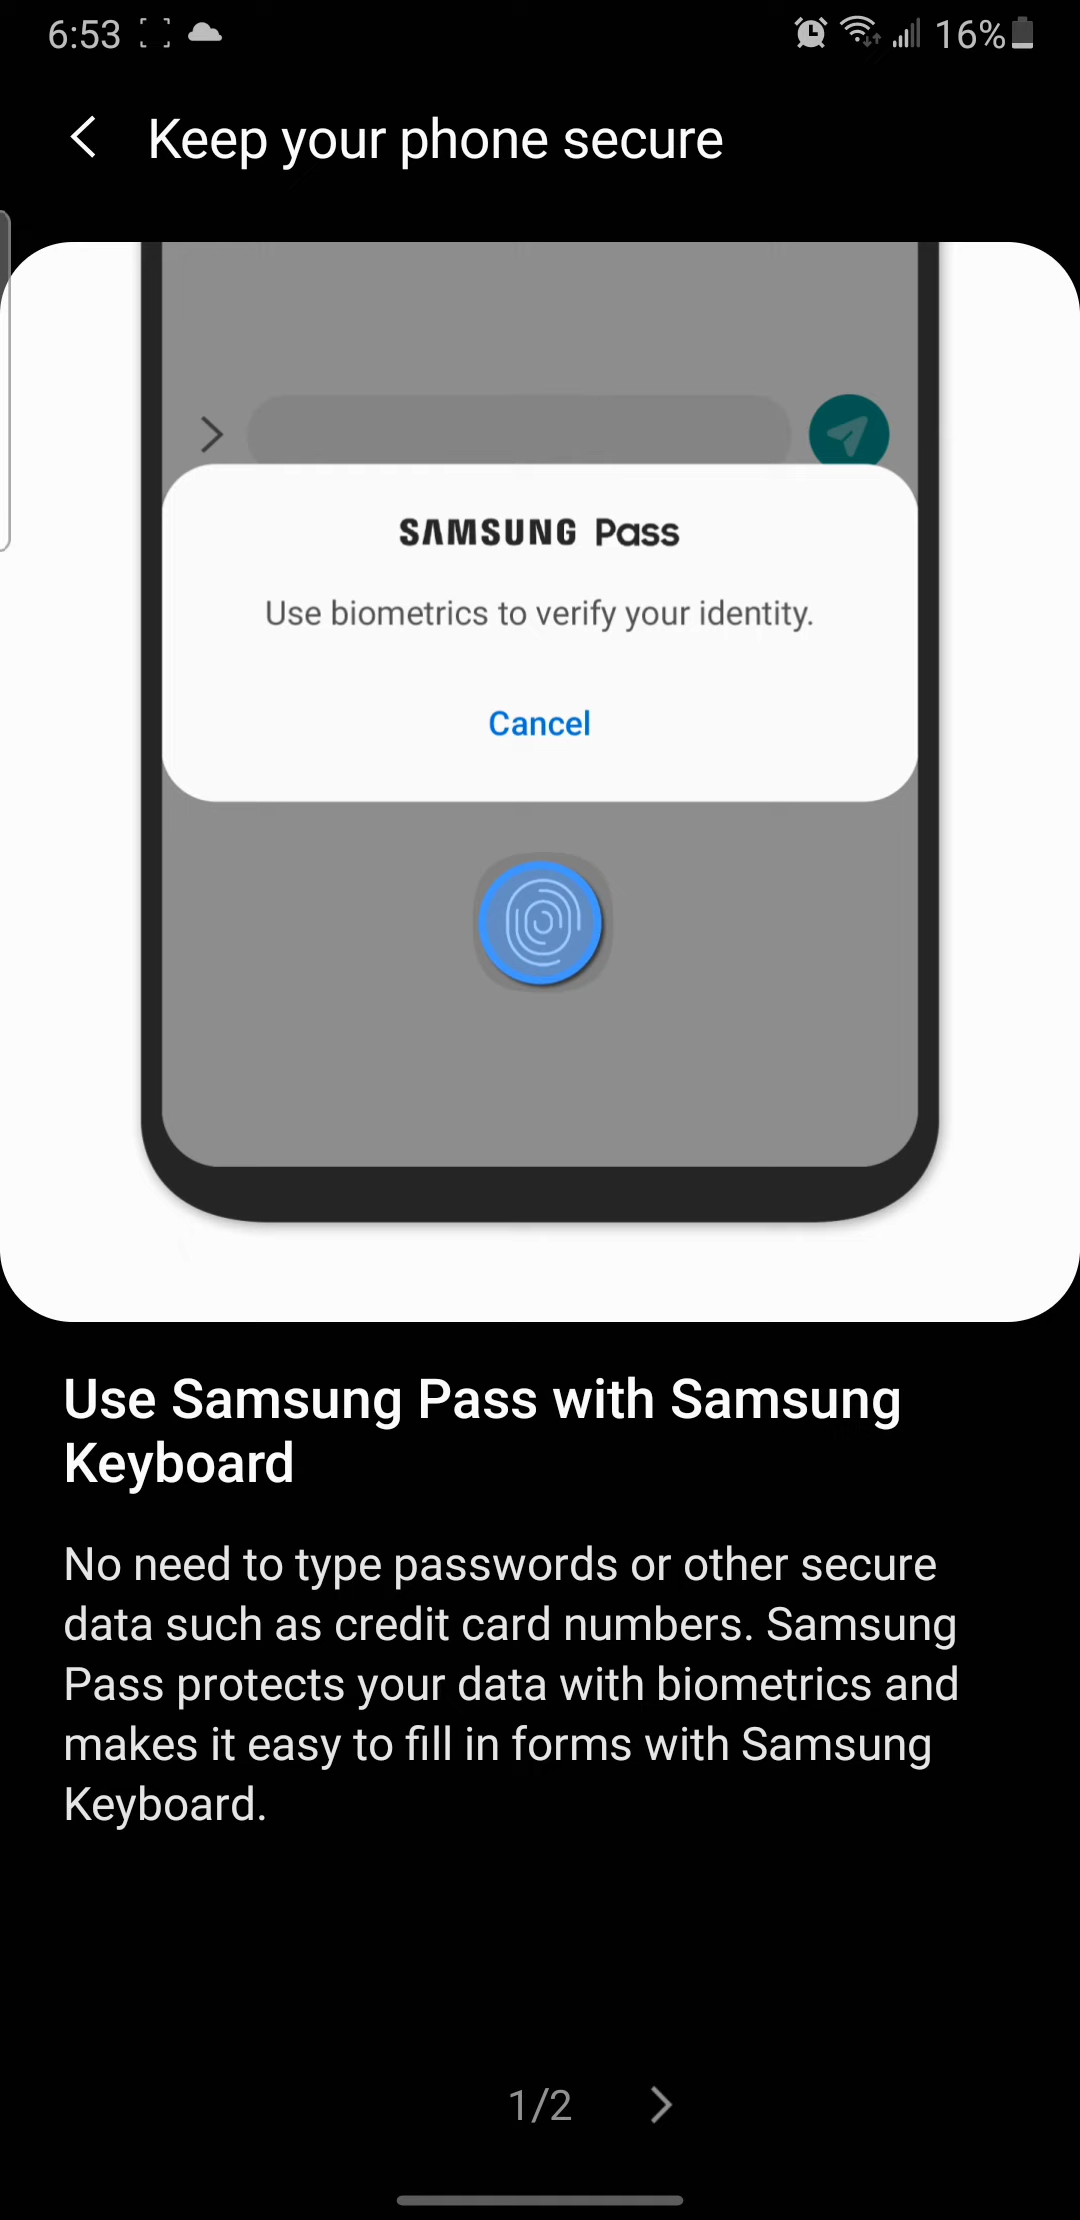 6:53
16%
Keep your phone secure
SAMSUNG Pass
Use biometrics to verify your identity.
Cancel
Use Samsung Pass with Samsung
Keyboard
No need to type passwords or other secure
data such as credit card numbers. Samsung
Pass protects your data with biometrics and
makes it easy to fill in forms with Samsung
Keyboard.
1/2